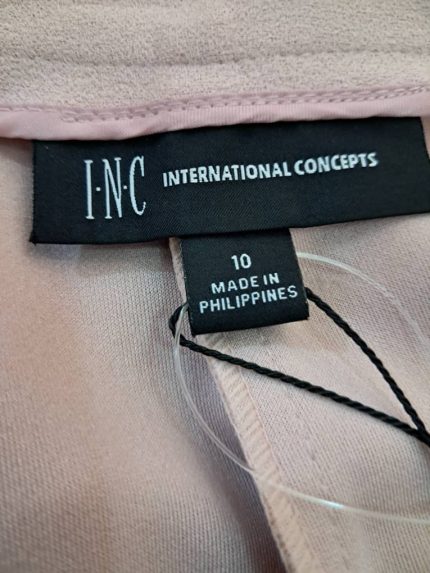 I·N·C INTERNATIONAL CONCEPTS
10
MADE IN
PHILIPPINES